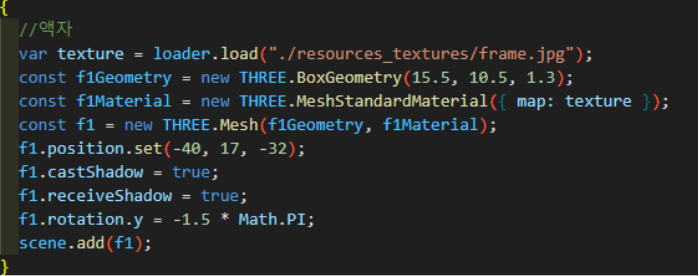 {
//액자
var texture = loader.load("./resources_textures/frame.jpg");
const f1Geometry = new THREE.BoxGeometry(15.5, 10.5, 1.3);
const f1Material = new THREE.MeshStandardMaterial({ map: texture });
const f1 = new THREE.Mesh(f1Geometry, f1Material);
f1.position.set(-40, 17, -32);
f1.castShadow = true;
f1.receiveShadow = true;
f1.rotation.y = -1.5 * Math.PI;
scene.add(f1);
}